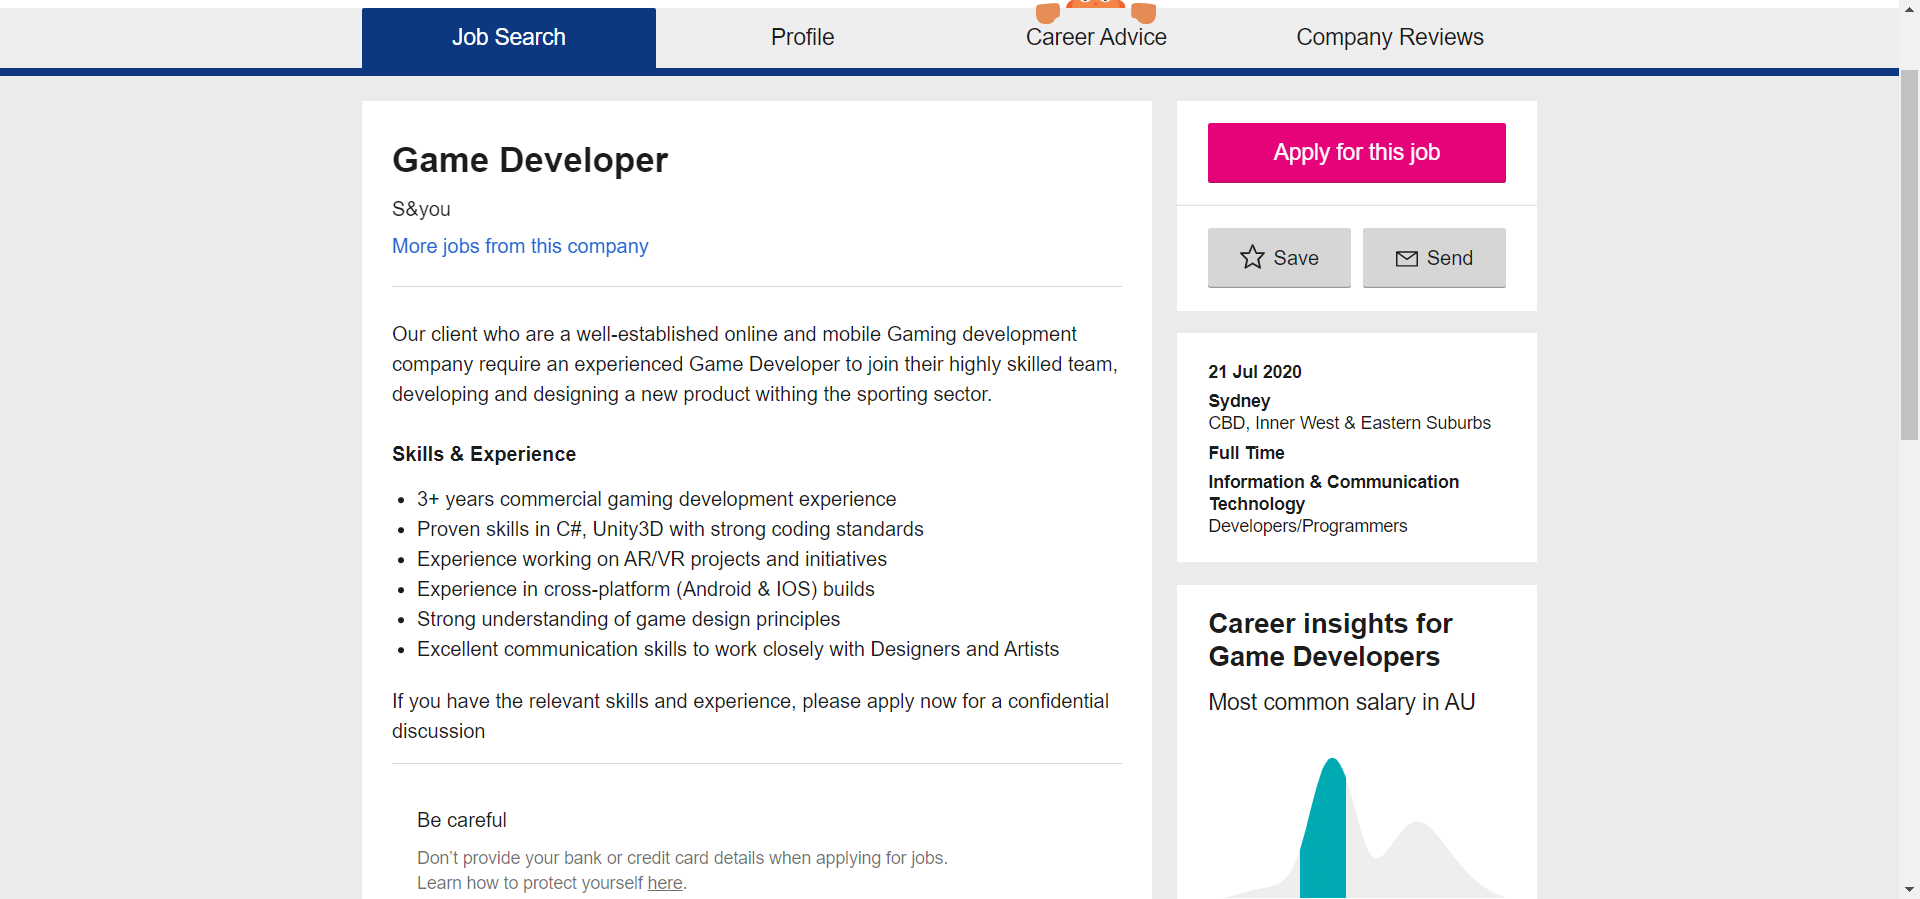 Job Search
Profile
Career Advice
Company Reviews
Game Developer
S&you
More jobs from this company
Our client who are a well-established online and mobile Gaming development
company require an experienced Game Developer to join their highly skilled team,
developing and designing a new product withing the sporting sector.
Skills & Experience
3+ years commercial gaming development experience
Proven skills in C#, Unity3D with strong coding standards
Experience working on AR/VR projects and initiatives
Experience in cross-platform (Android & IOS) builds
Strong understanding of game design principles
Excellent communication skills to work closely with Designers and Artists
If you have the relevant skills and experience, please apply now for a confidential
discussion
Be careful
Don’t provide your bank or credit card details when applying for jobs.
Learn how to protect yourself here.
Apply for this job
Save
Send
21 Jul 2020
Sydney
CBD, Inner West & Eastern Suburbs
Full Time
Information & Communication
Technology
Developers/Programmers
Career insights for
Game Developers
Most common salary in AU